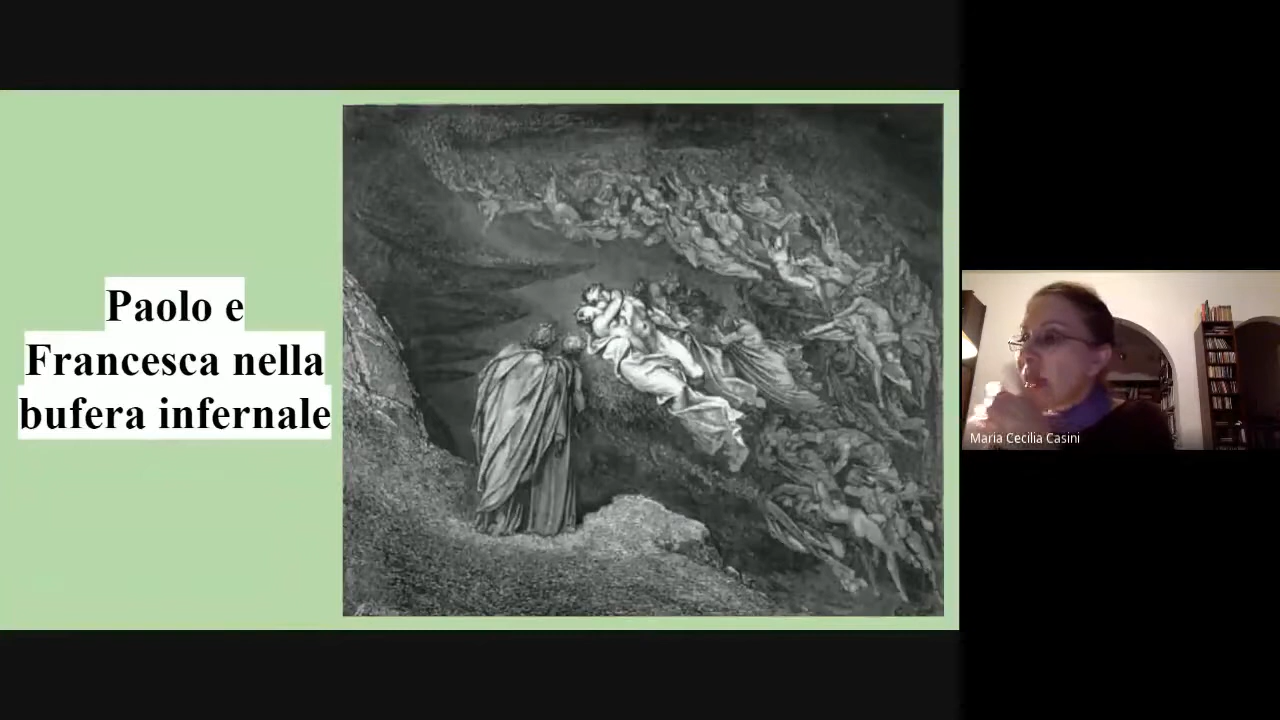 Paolo e
Francesca nella
bufera infernale
Maria Cecilia Casini